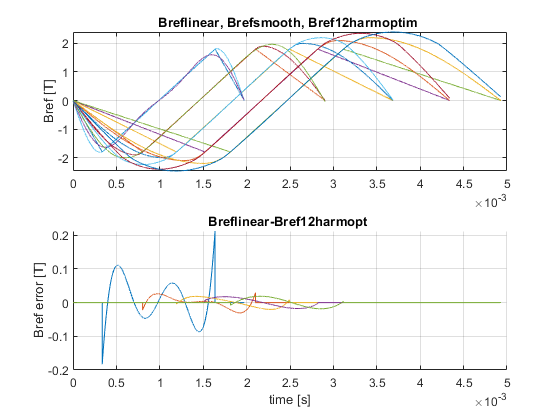 Breflinear, Brefsmooth, Bref12harmoptim
Bref [T]
2
1
0
-1
-2
0 0.5 1 1.5 2 2.5 3 3.5 4 4.5 5
×10⁻³
Breflinear-Bref12harmopt
Bref error [T]
0.2
0.1
0
-0.1
-0.2
0 0.5 1 1.5 2 2.5 3 3.5 4 4.5 5
time [s]
×10⁻³